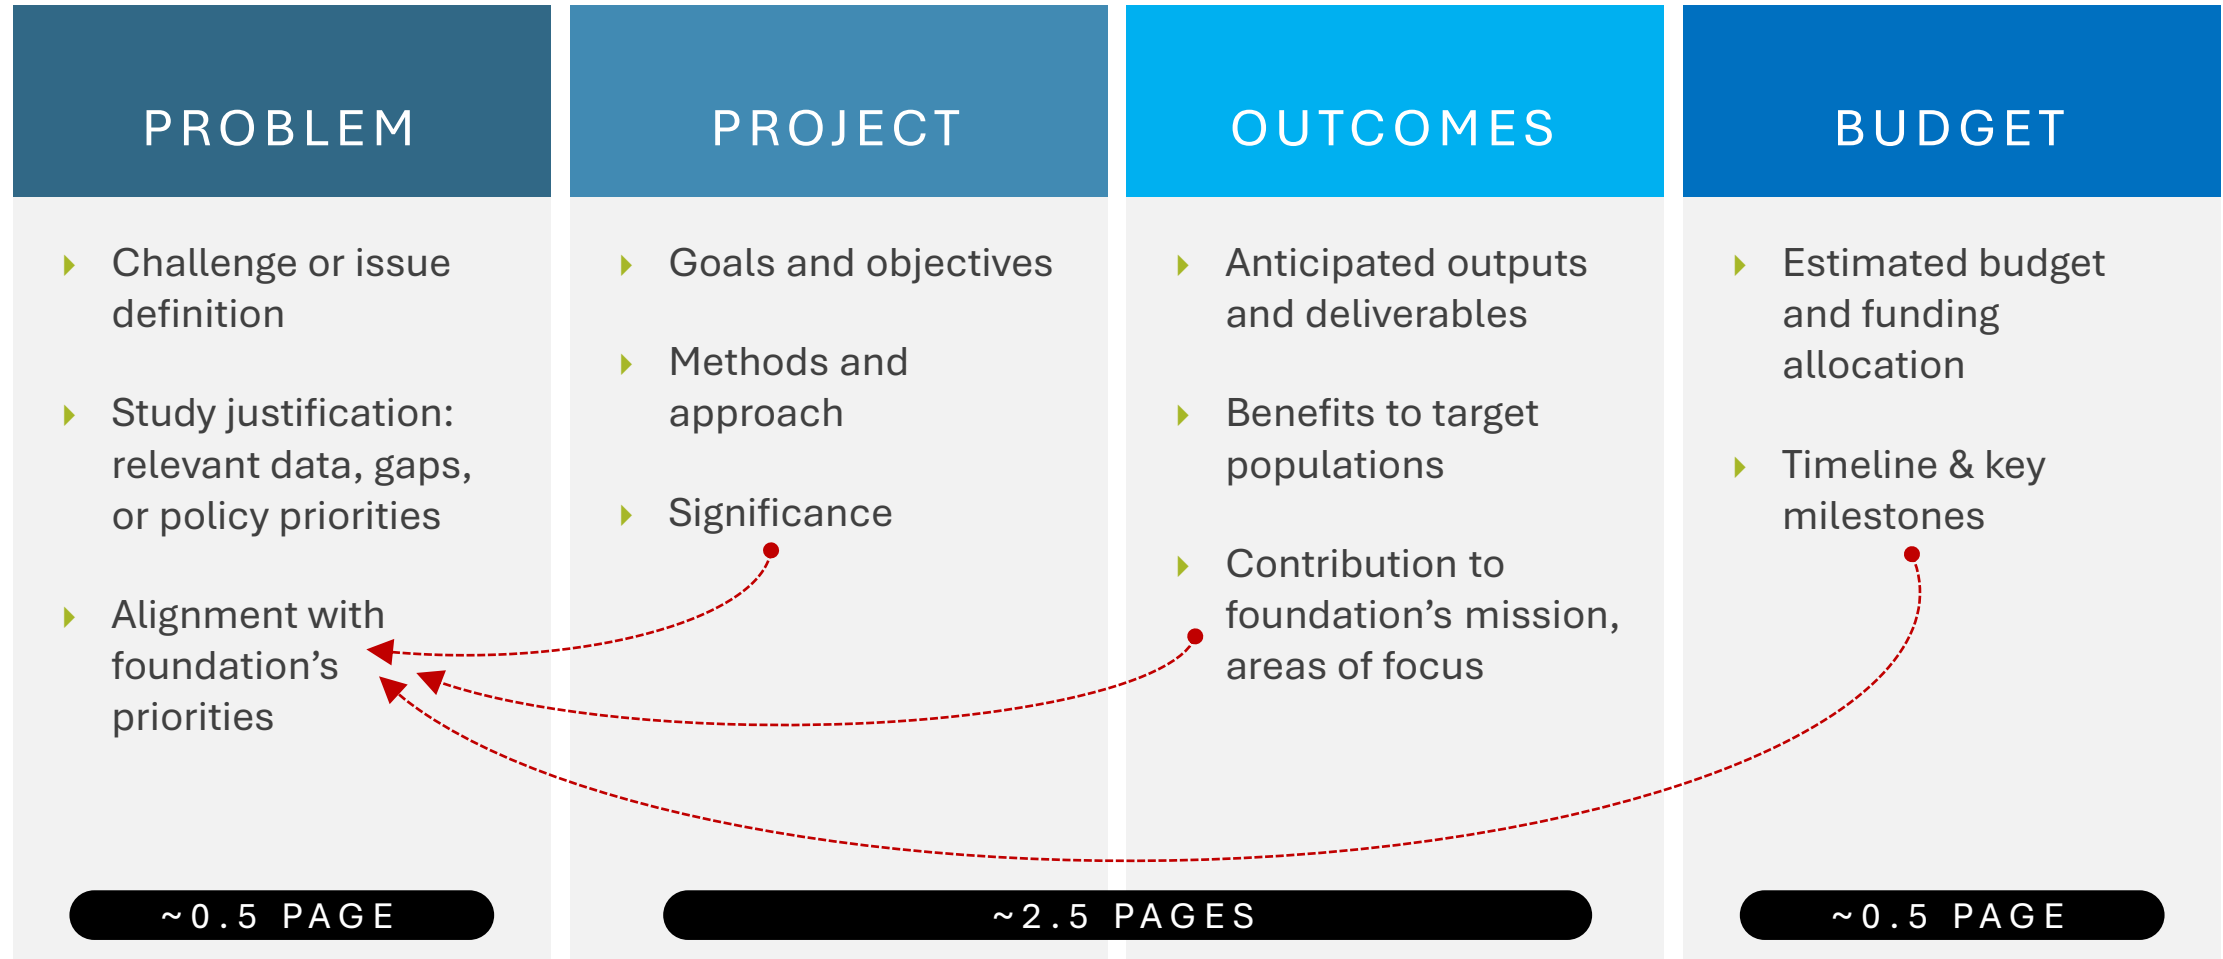 PROBLEM
Challenge or issue
definition
Study justification:
relevant data, gaps,
or policy priorities
Alignment with
foundation’s
priorities
~0.5 PAGE
PROJECT
Goals and objectives
Methods and
approach
Significance
OUTCOMES
Anticipated outputs
and deliverables
Benefits to target
populations
Contribution to
foundation’s mission,
areas of focus
~2.5 PAGES
BUDGET
Estimated budget
and funding
allocation
Timeline & key
milestones
~0.5 PAGE